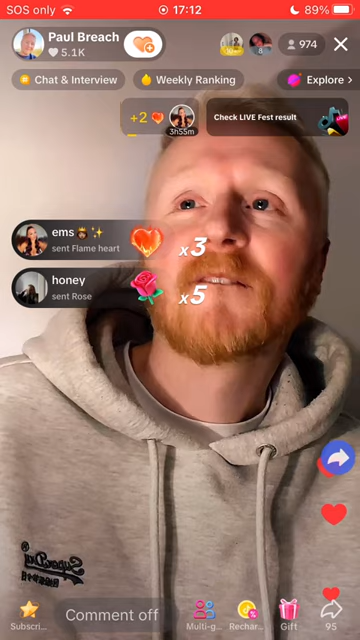 SOS only 17:12 89%
Paul Breach
5.1K
974
Chat & Interview
Weekly Ranking
Explore >
+2
3h55m
Check LIVE Fest result
ems
sent Flame heart
x3
honey
sent Rose
x5
Superdry
Subscri...
Comment off
Multi-g...
Rechar...
Gift
95